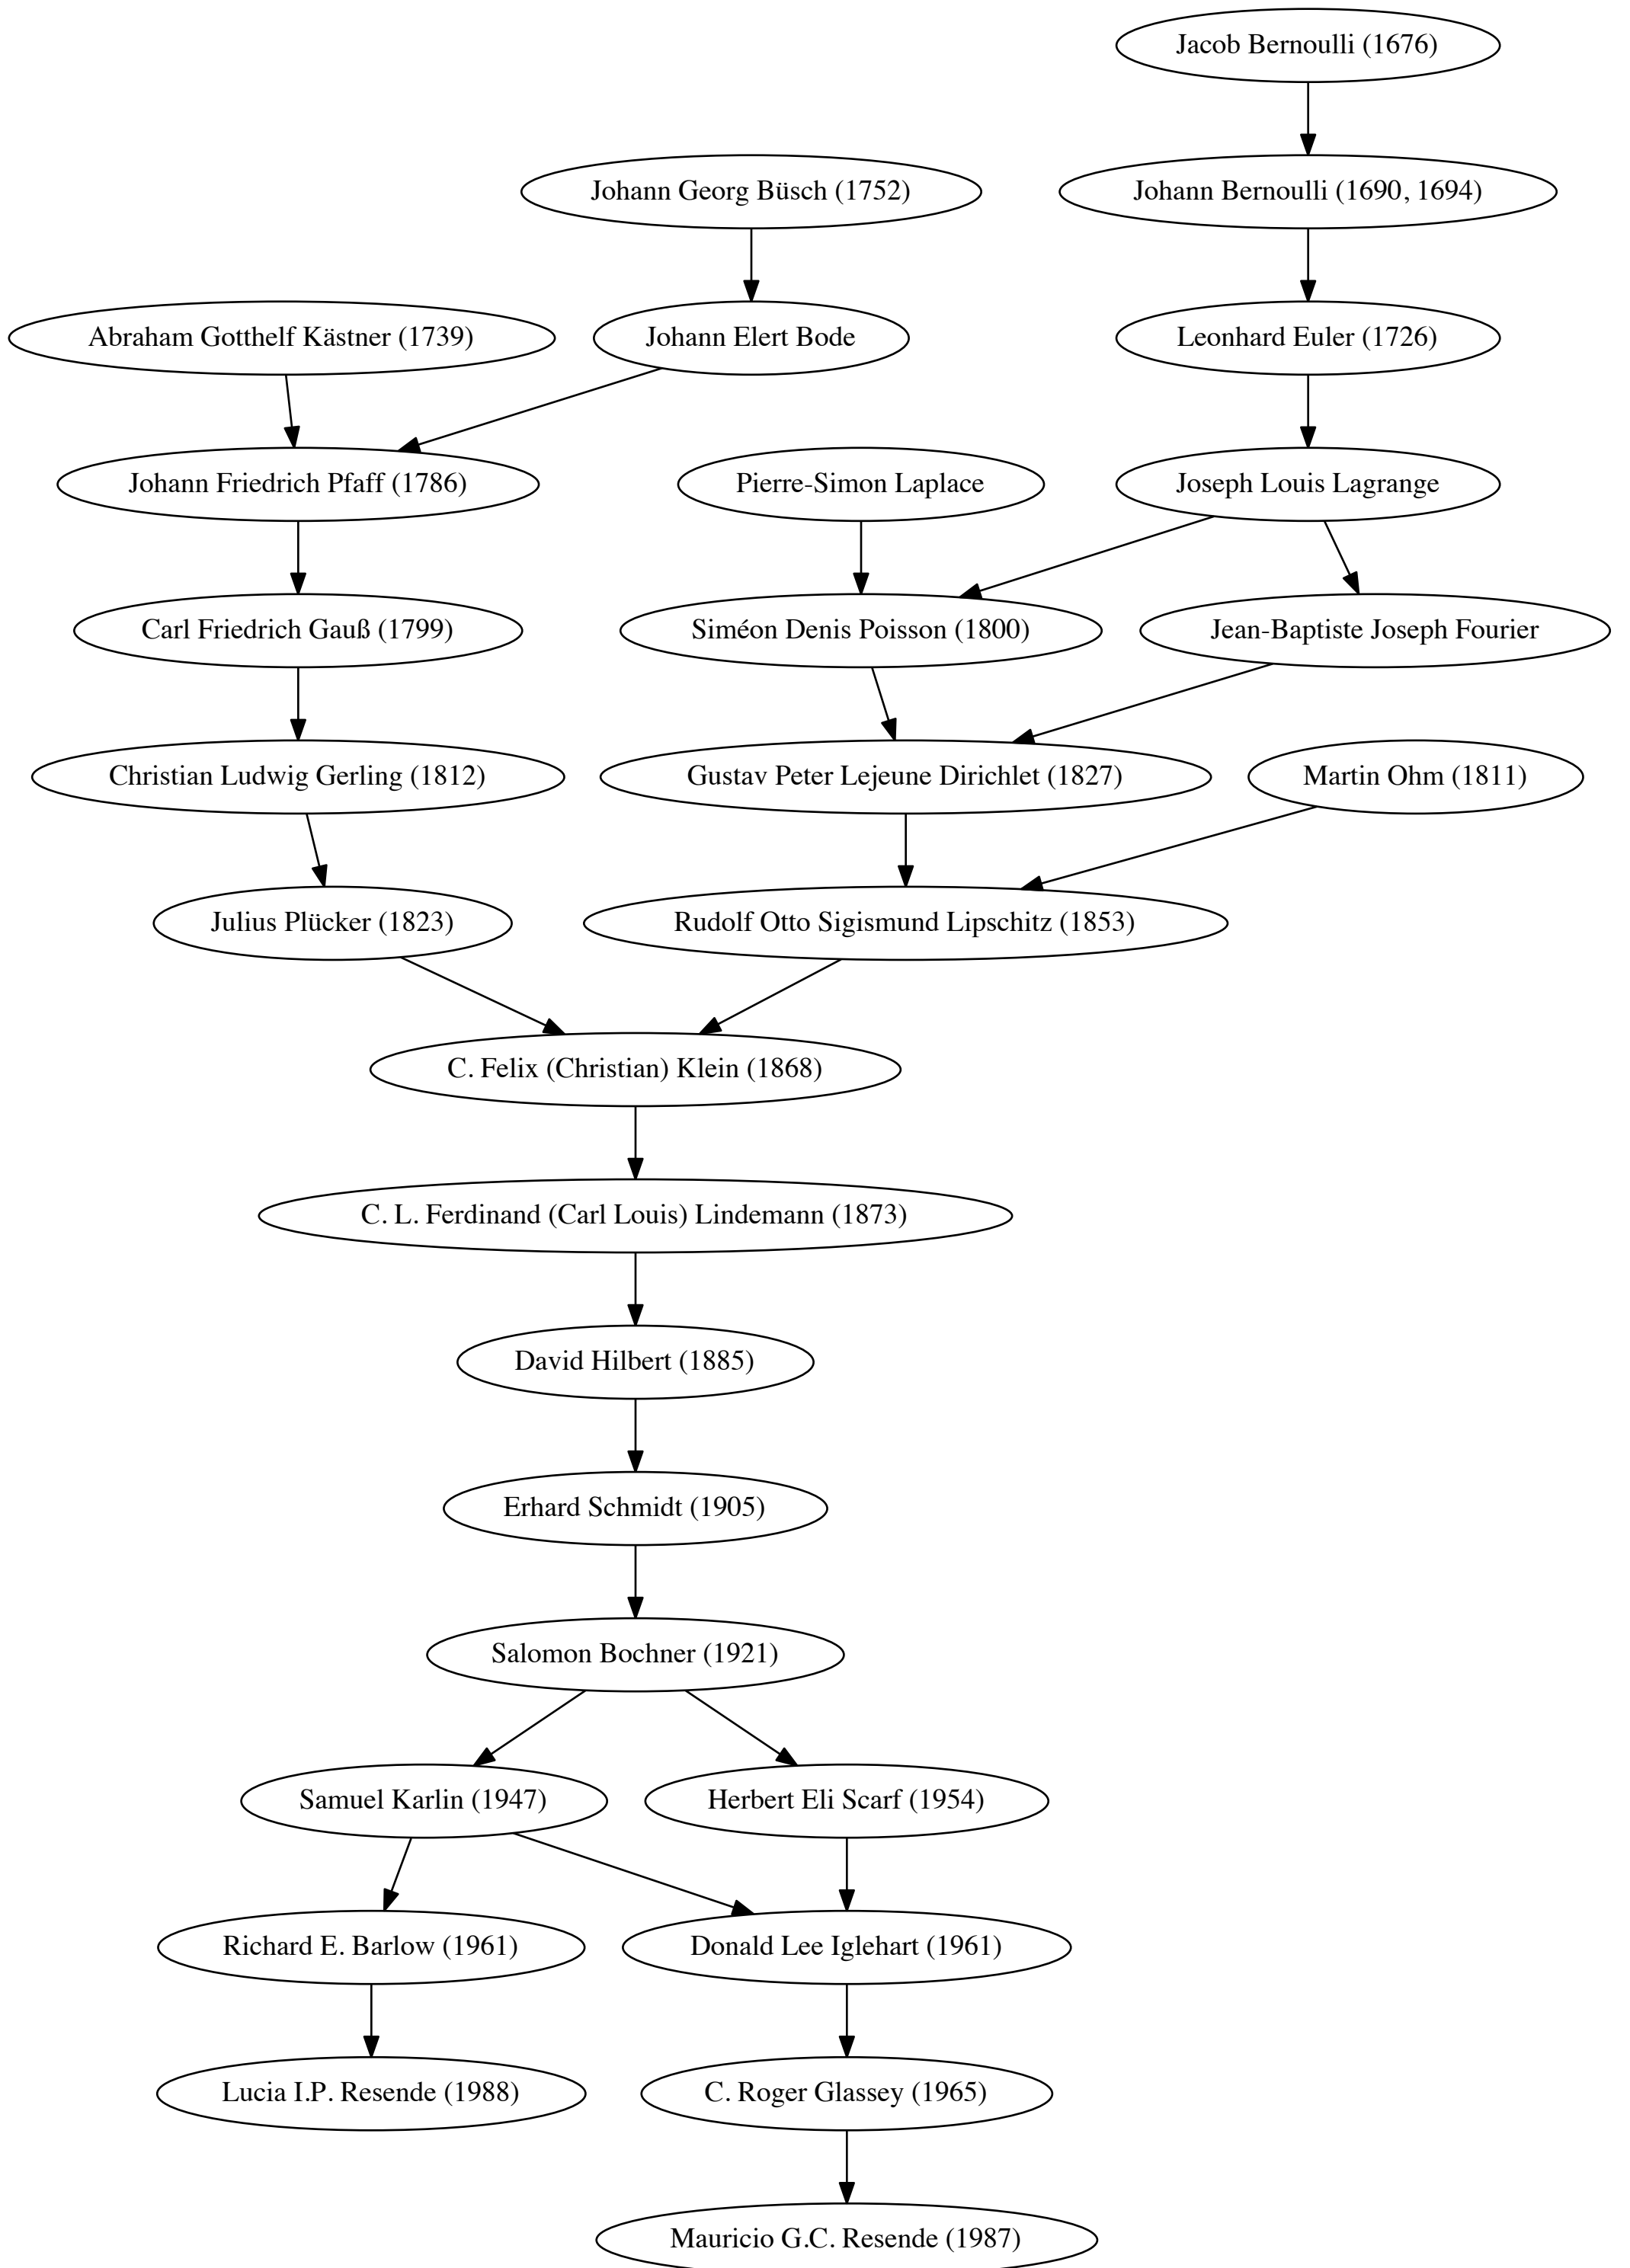 Jacob Bernoulli (1676)
Johann Georg Büsch (1752)
Johann Bernoulli (1690, 1694)
Abraham Gotthelf Kästner (1739)
Johann Elert Bode
Leonhard Euler (1726)
Johann Friedrich Pfaff (1786)
Pierre-Simon Laplace
Joseph Louis Lagrange
Carl Friedrich Gauß (1799)
Siméon Denis Poisson (1800)
Jean-Baptiste Joseph Fourier
Christian Ludwig Gerling (1812)
Gustav Peter Lejeune Dirichlet (1827)
Martin Ohm (1811)
Julius Plücker (1823)
Rudolf Otto Sigismund Lipschitz (1853)
C. Felix (Christian) Klein (1868)
C. L. Ferdinand (Carl Louis) Lindemann (1873)
David Hilbert (1885)
Erhard Schmidt (1905)
Salomon Bochner (1921)
Samuel Karlin (1947)
Herbert Eli Scarf (1954)
Richard E. Barlow (1961)
Donald Lee Iglehart (1961)
Lucia I.P. Resende (1988)
C. Roger Glassey (1965)
Mauricio G.C. Resende (1987)